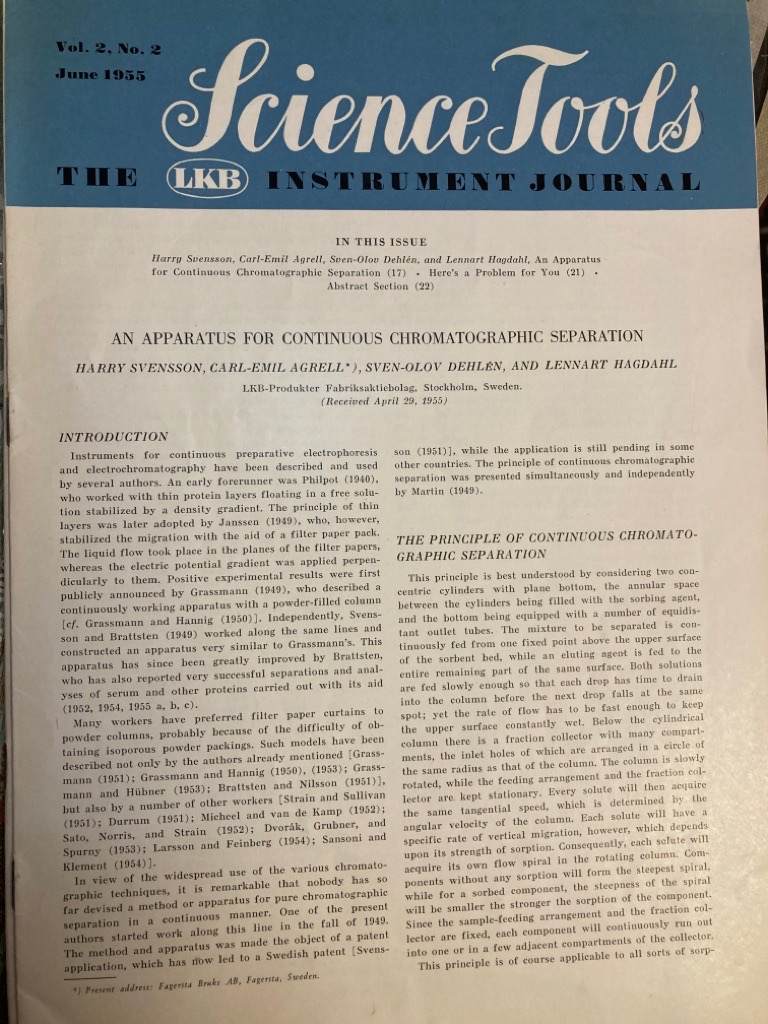 Vol. 2, No. 2
June 1955
Science Tools
THE LKB INSTRUMENT JOURNAL
IN THIS ISSUE
Harry Svensson, Carl-Emil Agrell, Sven-Olov Dehlén, and Lennart Hagdahl, An Apparatus
for Continuous Chromatographic Separation (17) • Here's a Problem for You (21) •
Abstract Section (22)
AN APPARATUS FOR CONTINUOUS CHROMATOGRAPHIC SEPARATION
HARRY SVENSSON, CARL-EMIL AGRELL*), SVEN-OLOV DEHLÉN, AND LENNART HAGDAHL
LKB-Produkter Fabriksaktiebolag, Stockholm, Sweden.
(Received April 29, 1955)
INTRODUCTION
Instruments for continuous preparative electrophoresis
and electrochromatography have been described and used
by several authors. An early forerunner was Philpot (1940),
who worked with thin protein layers floating in a free solu-
tion stabilized by a density gradient. The principle of thin
layers was later adopted by Janssen (1949), who, however,
stabilized the migration with the aid of a filter paper pack.
The liquid flow took place in the planes of the filter papers,
whereas the electric potential gradient was applied perpen-
dicularly to them. Positive experimental results were first
publicly announced by Grassmann (1949), who described a
continuously working apparatus with a powder-filled column
[cf. Grassmann and Hannig (1950)]. Independently, Svens-
son and Brattsten (1949) worked along the same lines and
constructed an apparatus very similar to Grassmann's. This
apparatus has since been greatly improved by Brattsten,
who has also reported very successful separations and anal-
yses of serum and other proteins carried out with its aid
(1952, 1954, 1955 a, b, c).
Many workers have preferred filter paper curtains to
powder columns, probably because of the difficulty of ob-
taining isoporous powder packings. Such models have been
described not only by the authors already mentioned [Grass-
mann (1951); Grassmann and Hannig (1950), (1953); Grass-
mann and Hübner (1953); Brattsten and Nilsson (1951)],
but also by a number of other workers [Strain and Sullivan
(1951); Durrum (1951); Micheel and van de Kamp (1952);
Sato, Norris, and Strain (1952); Dvorák, Grubner, and
Spurny (1953); Larsson and Feinberg (1954); Sansoni and
Klement (1954)].
In view of the widespread use of the various chromato-
graphic techniques, it is remarkable that nobody has so
far devised a method or apparatus for pure chromatographic
separation in a continuous manner. One of the present
authors started work along this line in the fall of 1949.
The method and apparatus was made the object of a patent
application, which has now led to a Swedish patent [Svens-
*) Present address: Fagersta Bruks AB, Fagersta, Sweden.
son (1951)], while the application is still pending in some
other countries. The principle of continuous chromatographic
separation was presented simultaneously and independently
by Martin (1949).
THE PRINCIPLE OF CONTINUOUS CHROMATO-
GRAPHIC SEPARATION
This principle is best understood by considering two con-
centric cylinders with plane bottom, the annular space
between the cylinders being filled with the sorbing agent,
and the bottom being equipped with a number of equidis-
tant outlet tubes. The mixture to be separated is con-
tinuously fed from one fixed point above the upper surface
of the sorbent bed, while an eluting agent is fed to the
entire remaining part of the same surface. Both solutions
are fed slowly enough so that each drop has time to drain
into the column before the next drop falls at the same
spot; yet the rate of flow has to be fast enough to keep
the upper surface constantly wet. Below the cylindrical
column there is a fraction collector with many compart-
ments, the inlet holes of which are arranged in a circle of
the same radius as that of the column. The column is slowly
rotated, while the feeding arrangement and the fraction col-
lector are kept stationary. Every solute will then acquire
the same tangential speed, which is determined by the
angular velocity of the column. Each solute will have a
specific rate of vertical migration, however, which depends
upon its strength of sorption. Consequently, each solute will
acquire its own flow spiral in the rotating column. Com-
ponents without any sorption will form the steepest spiral,
while for a sorbed component, the steepness of the spiral
will be smaller the stronger the sorption of the component.
Since the sample-feeding arrangement and the fraction col-
lector are fixed, each component will continuously run out
into one or in a few adjacent compartments of the collector.
This principle is of course applicable to all sorts of sorp-